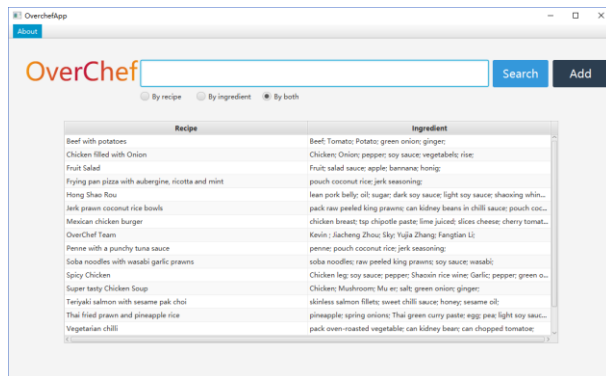 OverchefApp
About
OverChef
Search
Add
By recipe By ingredient By both
Recipe Ingredient
Beef with potatoes Beef; Tomato; Potato; green onion; ginger;
Chicken filled with Onion Chicken; Onion; pepper; soy sauce; vegetabels; rise;
Fruit Salad Fruit; salad sauce; apple; bannana; honig;
Frying pan pizza with aubergine, ricotta and mint pouch coconut rice; jerk seasoning;
Hong Shao Rou lean pork belly; oil; sugar; dark soy sauce; light soy sauce; shaoxing whin...
Jerk prawn coconut rice bowls pack raw peeled king prawns; can kidney beans in chilli sauce; pouch coc...
Mexican chicken burger chicken breast; tsp chipotle paste; lime juiced; slices cheese; cherry tomat...
OverChef Team Kevin ; Jiacheng Zhou; Sky; Yujia Zhang; Fangtian Li;
Penne with a punchy tuna sauce penne; pouch coconut rice; jerk seasoning;
Soba noodles with wasabi garlic prawns soba noodles; raw peeled king prawns; soy sauce; wasabi;
Spicy Chicken Chicken leg; soy sauce; pepper; Shaoxin rice wine; Garlic; pepper; green o...
Super tasty Chicken Soup Chicken; Mushroom; Mu er; salt; green onion; ginger;
Teriyaki salmon with sesame pak choi skinless salmon fillets; sweet chilli sauce; honey; sesame oil;
Thai fried prawn and pineapple rice pineapple; spring onions; Thai green curry paste; egg; pea; light soy sauc...
Vegetarian chilli pack oven-roasted vegetable; can kidney bean; can chopped tomatoe;